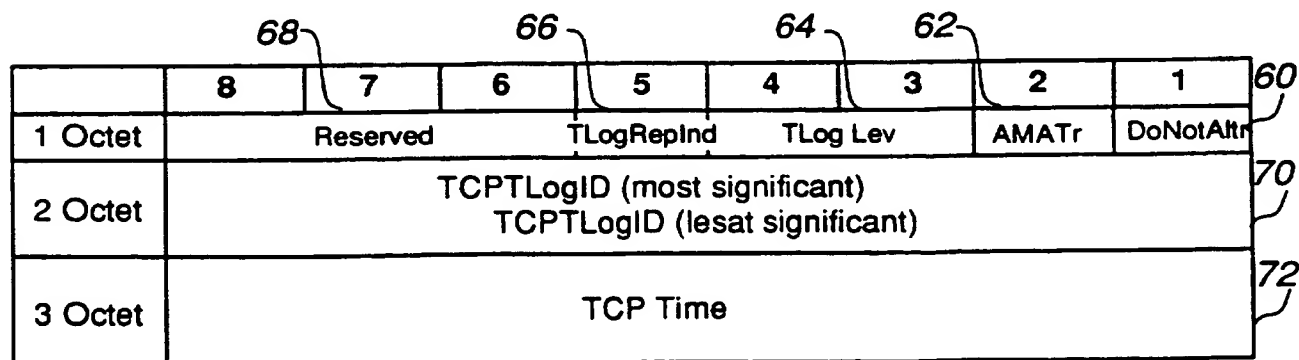 68 66 64 62
8 7 6 5 4 3 2 1 60
1 Octet Reserved TLogRepInd TLog Lev AMATr DoNotAltr
2 Octet TCPTLogID (most significant) 70
TCPTLogID (lesat significant)
3 Octet TCP Time 72